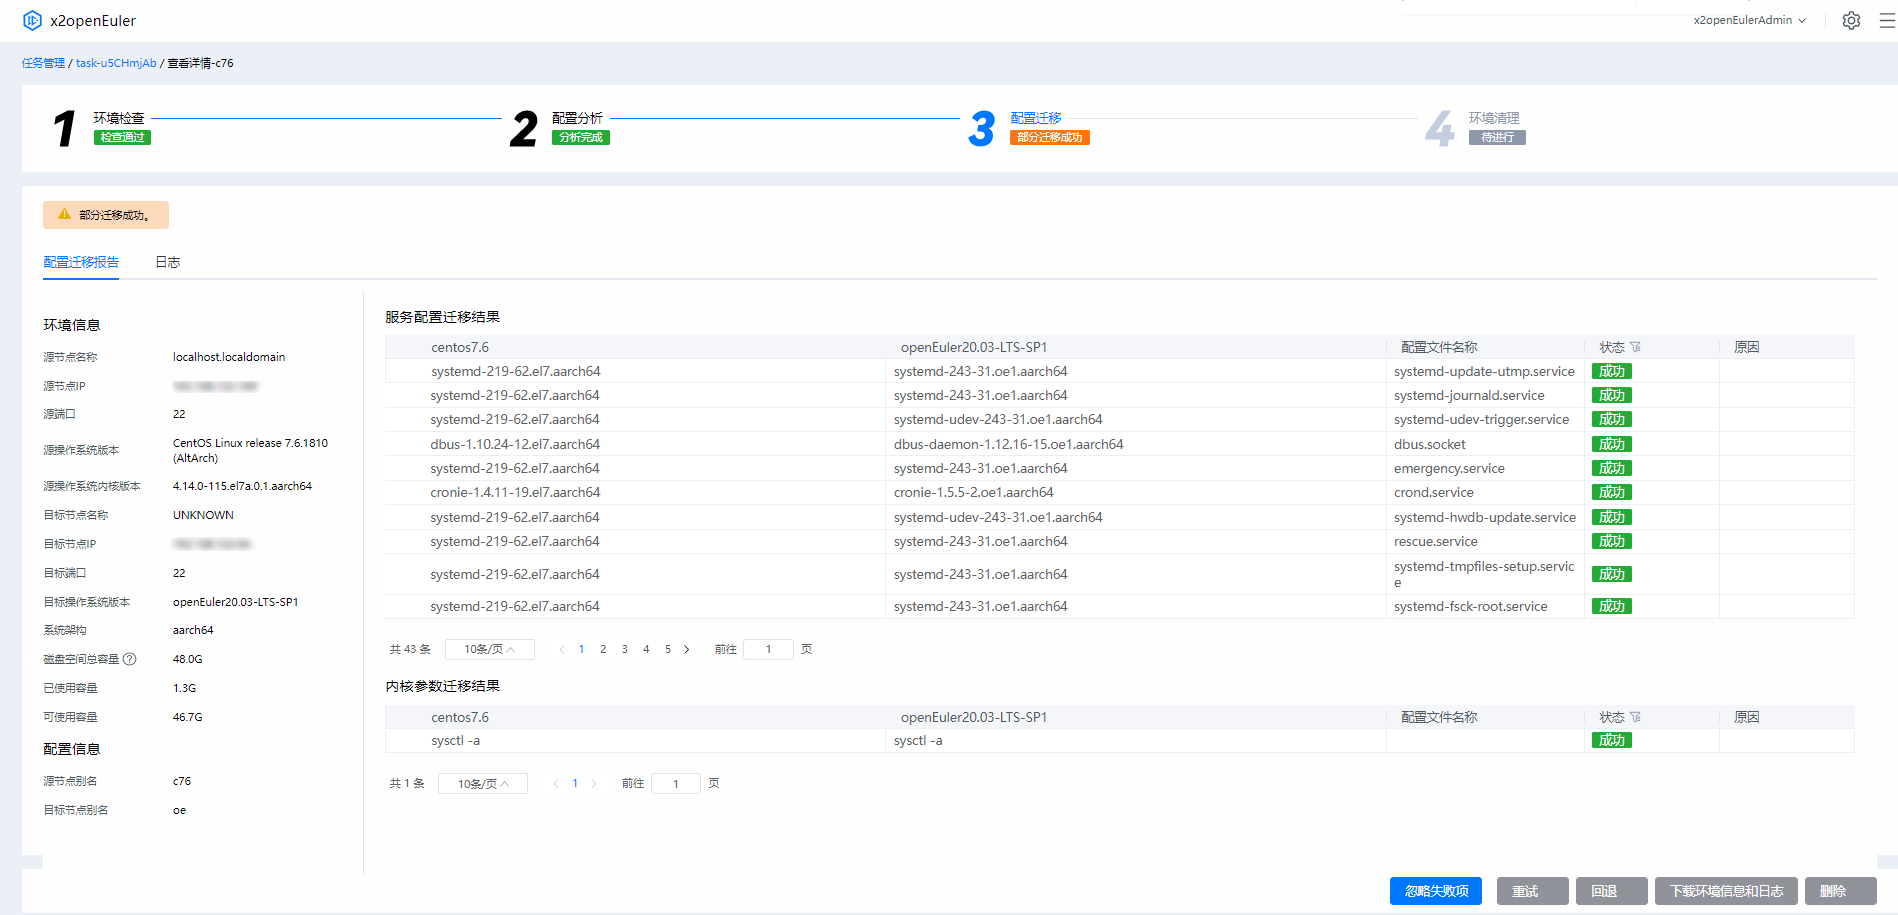 x2openEuler
x2openEulerAdmin
任务管理 / task-u5CHmjAb / 查看详情-c76
1 环境检查 检查通过
2 配置分析 分析完成
3 配置迁移 部分迁移成功
4 环境清理 待进行
部分迁移成功。
配置迁移报告 日志
环境信息
源节点名称 localhost.localdomain
源节点IP
源端口 22
源操作系统版本 CentOS Linux release 7.6.1810
(AltArch)
源操作系统内核版本 4.14.0-115.el7a.0.1.aarch64
目标节点名称 UNKNOWN
目标节点IP
目标端口 22
目标操作系统版本 openEuler20.03-LTS-SP1
系统架构 aarch64
磁盘空间总容量 48.0G
已使用容量 1.3G
可使用容量 46.7G
配置信息
源节点别名 c76
目标节点别名 oe
服务配置迁移结果
centos7.6 openEuler20.03-LTS-SP1 配置文件名称 状态 原因
systemd-219-62.el7.aarch64 systemd-243-31.oe1.aarch64 systemd-update-utmp.service 成功
systemd-219-62.el7.aarch64 systemd-243-31.oe1.aarch64 systemd-journald.service 成功
systemd-219-62.el7.aarch64 systemd-udev-243-31.oe1.aarch64 systemd-udev-trigger.service 成功
dbus-1.10.24-12.el7.aarch64 dbus-daemon-1.12.16-15.oe1.aarch64 dbus.socket 成功
systemd-219-62.el7.aarch64 systemd-243-31.oe1.aarch64 emergency.service 成功
cronie-1.4.11-19.el7.aarch64 cronie-1.5.5-2.oe1.aarch64 crond.service 成功
systemd-219-62.el7.aarch64 systemd-udev-243-31.oe1.aarch64 systemd-hwdb-update.service 成功
systemd-219-62.el7.aarch64 systemd-243-31.oe1.aarch64 rescue.service 成功
systemd-219-62.el7.aarch64 systemd-243-31.oe1.aarch64 systemd-tmpfiles-setup.servic
e 成功
systemd-219-62.el7.aarch64 systemd-243-31.oe1.aarch64 systemd-fsck-root.service 成功
共 43 条 10条/页 1 2 3 4 5 前往 1 页
内核参数迁移结果
centos7.6 openEuler20.03-LTS-SP1 配置文件名称 状态 原因
sysctl -a sysctl -a 成功
共 1 条 10条/页 1 前往 1 页
忽略失败项 重试 回退 下载环境信息和日志 删除